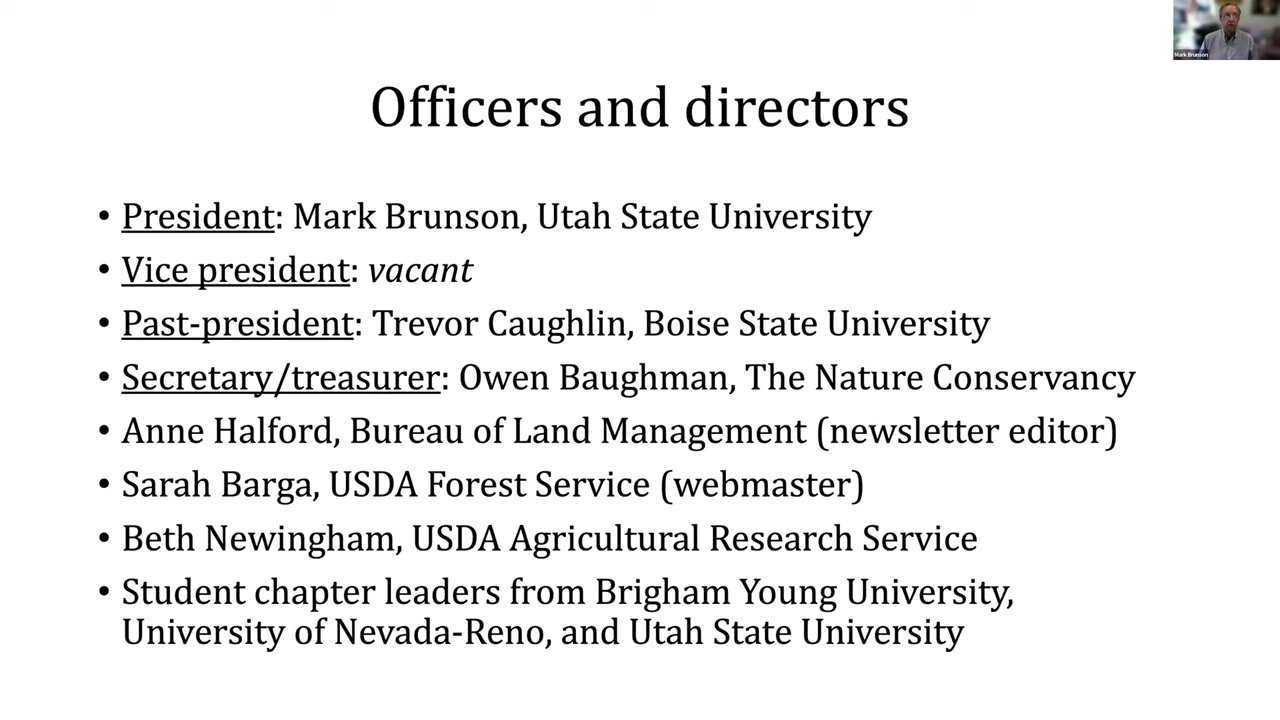 Mark Brunson
Officers and directors
• President: Mark Brunson, Utah State University
• Vice president: vacant
• Past-president: Trevor Caughlin, Boise State University
• Secretary/treasurer: Owen Baughman, The Nature Conservancy
• Anne Halford, Bureau of Land Management (newsletter editor)
• Sarah Barga, USDA Forest Service (webmaster)
• Beth Newingham, USDA Agricultural Research Service
• Student chapter leaders from Brigham Young University,
University of Nevada-Reno, and Utah State University